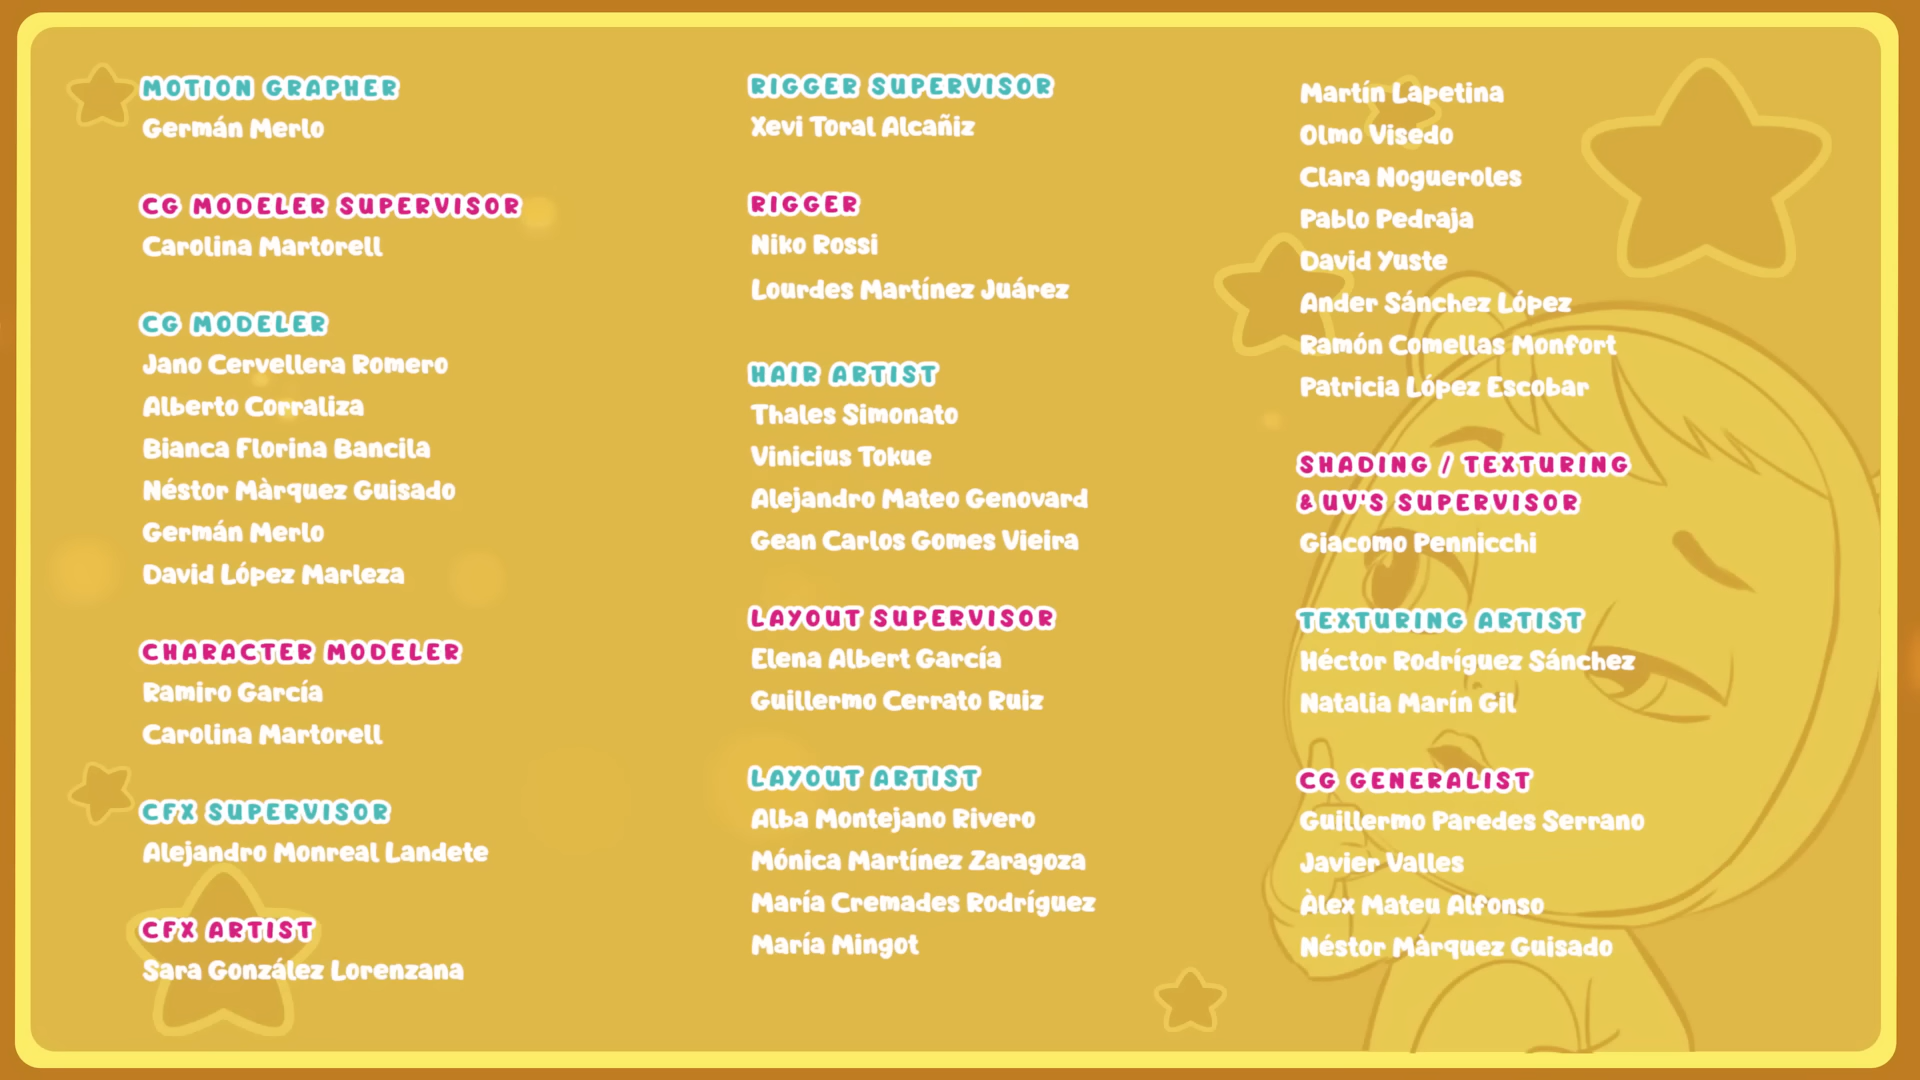 MOTION GRAPHER
Germán Merlo
CG MODELER SUPERVISOR
Carolina Martorell
CG MODELER
Jano Cervellera Romero
Alberto Corraliza
Bianca Florina Bancila
Néstor Màrquez Guisado
Germán Merlo
David López Marleza
CHARACTER MODELER
Ramiro García
Carolina Martorell
CFX SUPERVISOR
Alejandro Monreal Landete
CFX ARTIST
Sara González Lorenzana
RIGGER SUPERVISOR
Xevi Toral Alcañiz
RIGGER
Niko Rossi
Lourdes Martínez Juárez
HAIR ARTIST
Thales Simonato
Vinicius Tokue
Alejandro Mateo Genovard
Gean Carlos Gomes Vieira
LAYOUT SUPERVISOR
Elena Albert García
Guillermo Cerrato Ruiz
LAYOUT ARTIST
Alba Montejano Rivero
Mónica Martínez Zaragoza
María Cremades Rodríguez
María Mingot
Martín Lapetina
Olmo Visedo
Clara Nogueroles
Pablo Pedraja
David Yuste
Ander Sánchez López
Ramón Comellas Monfort
Patricia López Escobar
SHADING / TEXTURING
& UV'S SUPERVISOR
Giacomo Pennicchi
TEXTURING ARTIST
Héctor Rodríguez Sánchez
Natalia Marín Gil
CG GENERALIST
Guillermo Paredes Serrano
Javier Valles
Àlex Mateu Alfonso
Néstor Màrquez Guisado